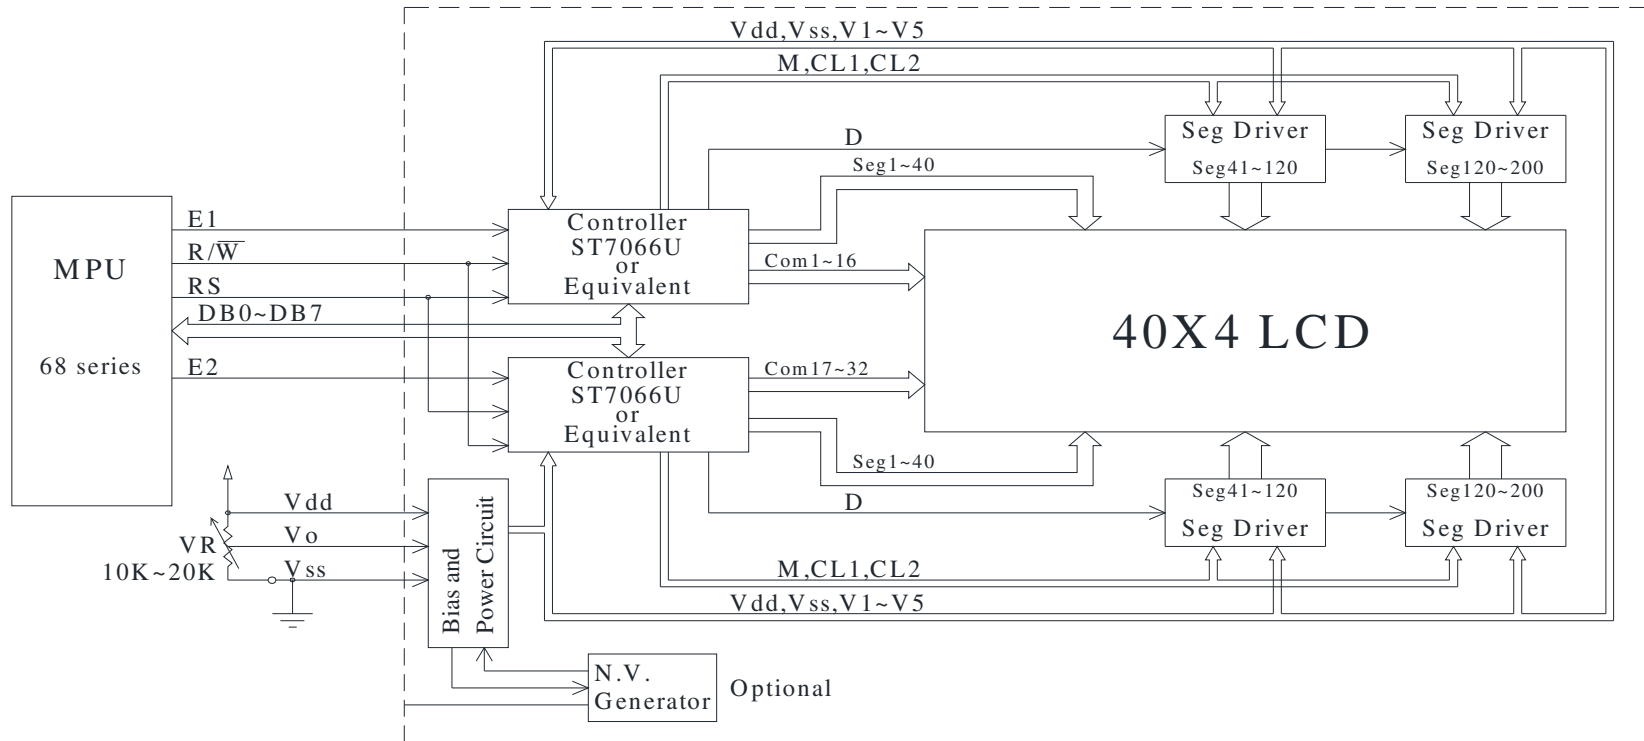 Vdd,Vss,V1~V5
M,CL1,CL2
D
Seg1~40
Seg Driver
Seg41~120
Seg Driver
Seg120~200
MPU
68 series
E1
R/W̅
RS
DB0~DB7
E2
Controller
ST7066U
or
Equivalent
Com1~16
40X4 LCD
Controller
ST7066U
or
Equivalent
Com17~32
Seg1~40
D
Seg41~120
Seg Driver
Seg120~200
Seg Driver
M,CL1,CL2
Vdd,Vss,V1~V5
Vdd
Vo
Vss
VR
10K~20K
Bias and
Power Circuit
N.V.
Generator
Optional